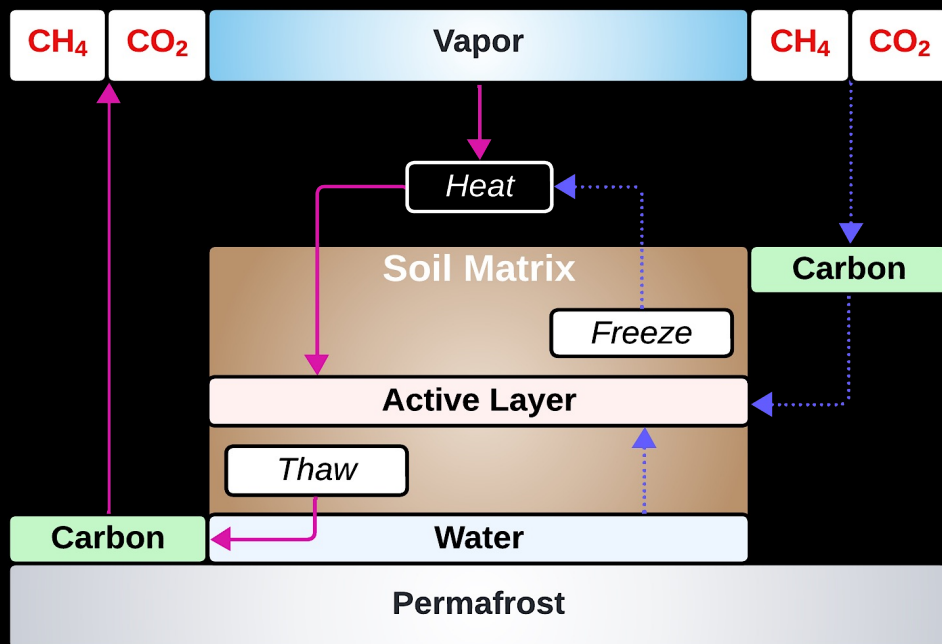 CH₄ CO₂ Vapor CH₄ CO₂
Heat
Soil Matrix
Carbon
Freeze
Active Layer
Thaw
Carbon
Water
Permafrost